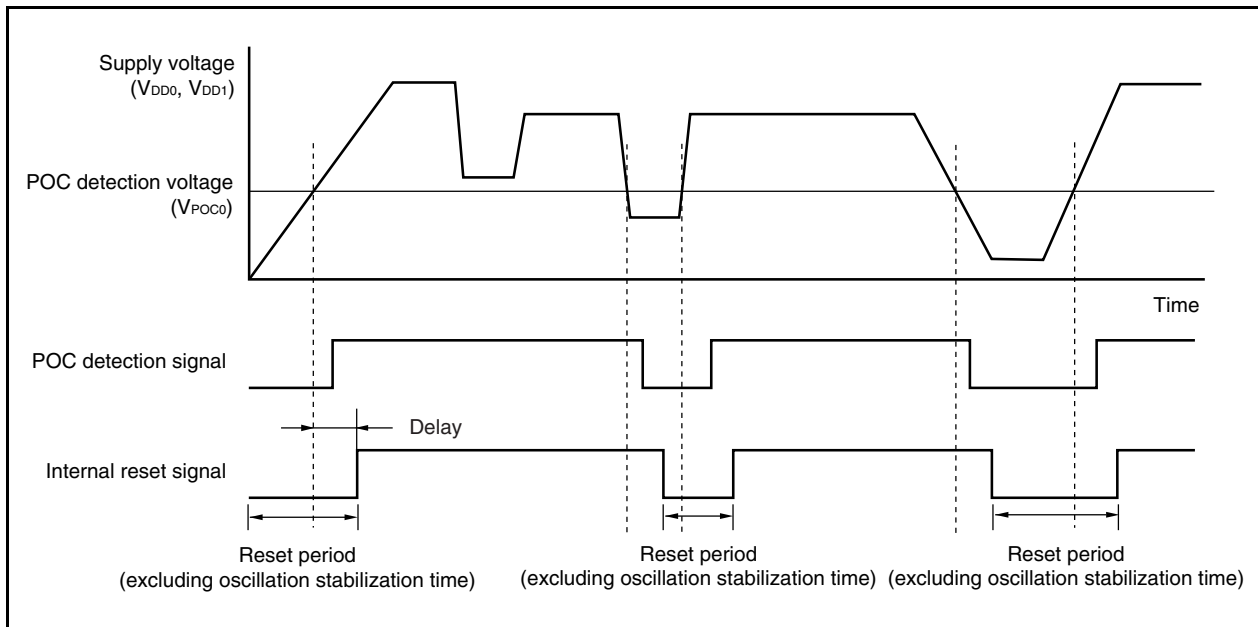 Supply voltage
(VDD0, VDD1)
POC detection voltage
(VPOC0)
Time
POC detection signal
Delay
Internal reset signal
Reset period
(excluding oscillation stabilization time)
Reset period
(excluding oscillation stabilization time)
Reset period
(excluding oscillation stabilization time)